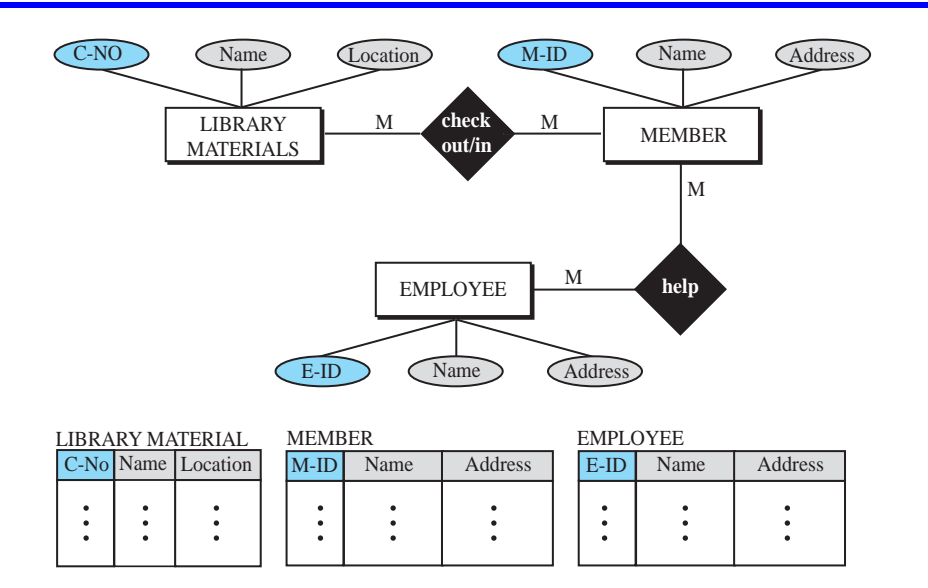 C-NO Name Location M-ID Name Address
LIBRARY
MATERIALS
M
check
out/in
M
MEMBER
M
EMPLOYEE
M
help
E-ID Name Address
LIBRARY MATERIAL MEMBER EMPLOYEE
C-No Name Location M-ID Name Address E-ID Name Address